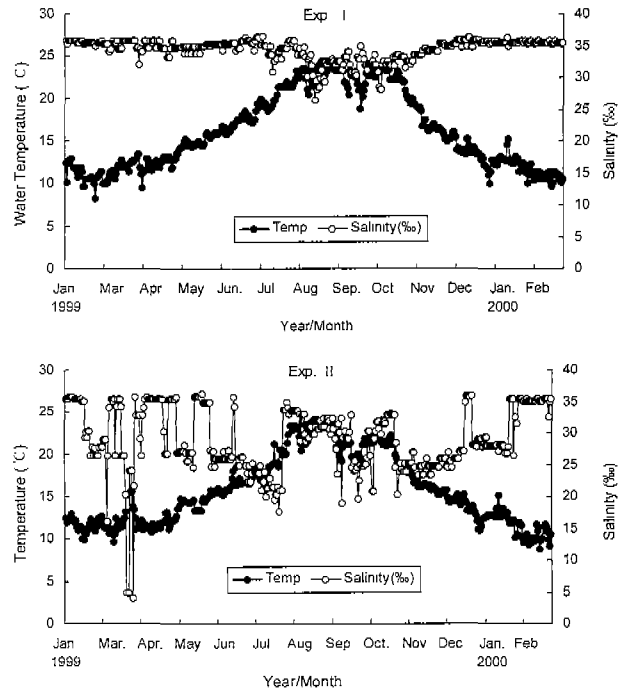 Exp. I
30
25
20
15
10
5
0
Water Temperature (℃)
40
35
30
25
20
15
10
5
0
Salinity (‰)
Temp Salinity(‰)
Jan Mar Apr May Jun. Jul Aug Sep. Oct Nov Dec Jan. Feb
1999 2000
Year/Month
Exp. II
30
25
20
15
10
5
0
Temperature (℃)
40
35
30
25
20
15
10
5
0
Salinity (‰)
Temp Salinity(‰)
Jan Mar. Apr. May Jun Jul Aug Sep Oct. Nov Dec Jan. Feb
1999 2000
Year/Month